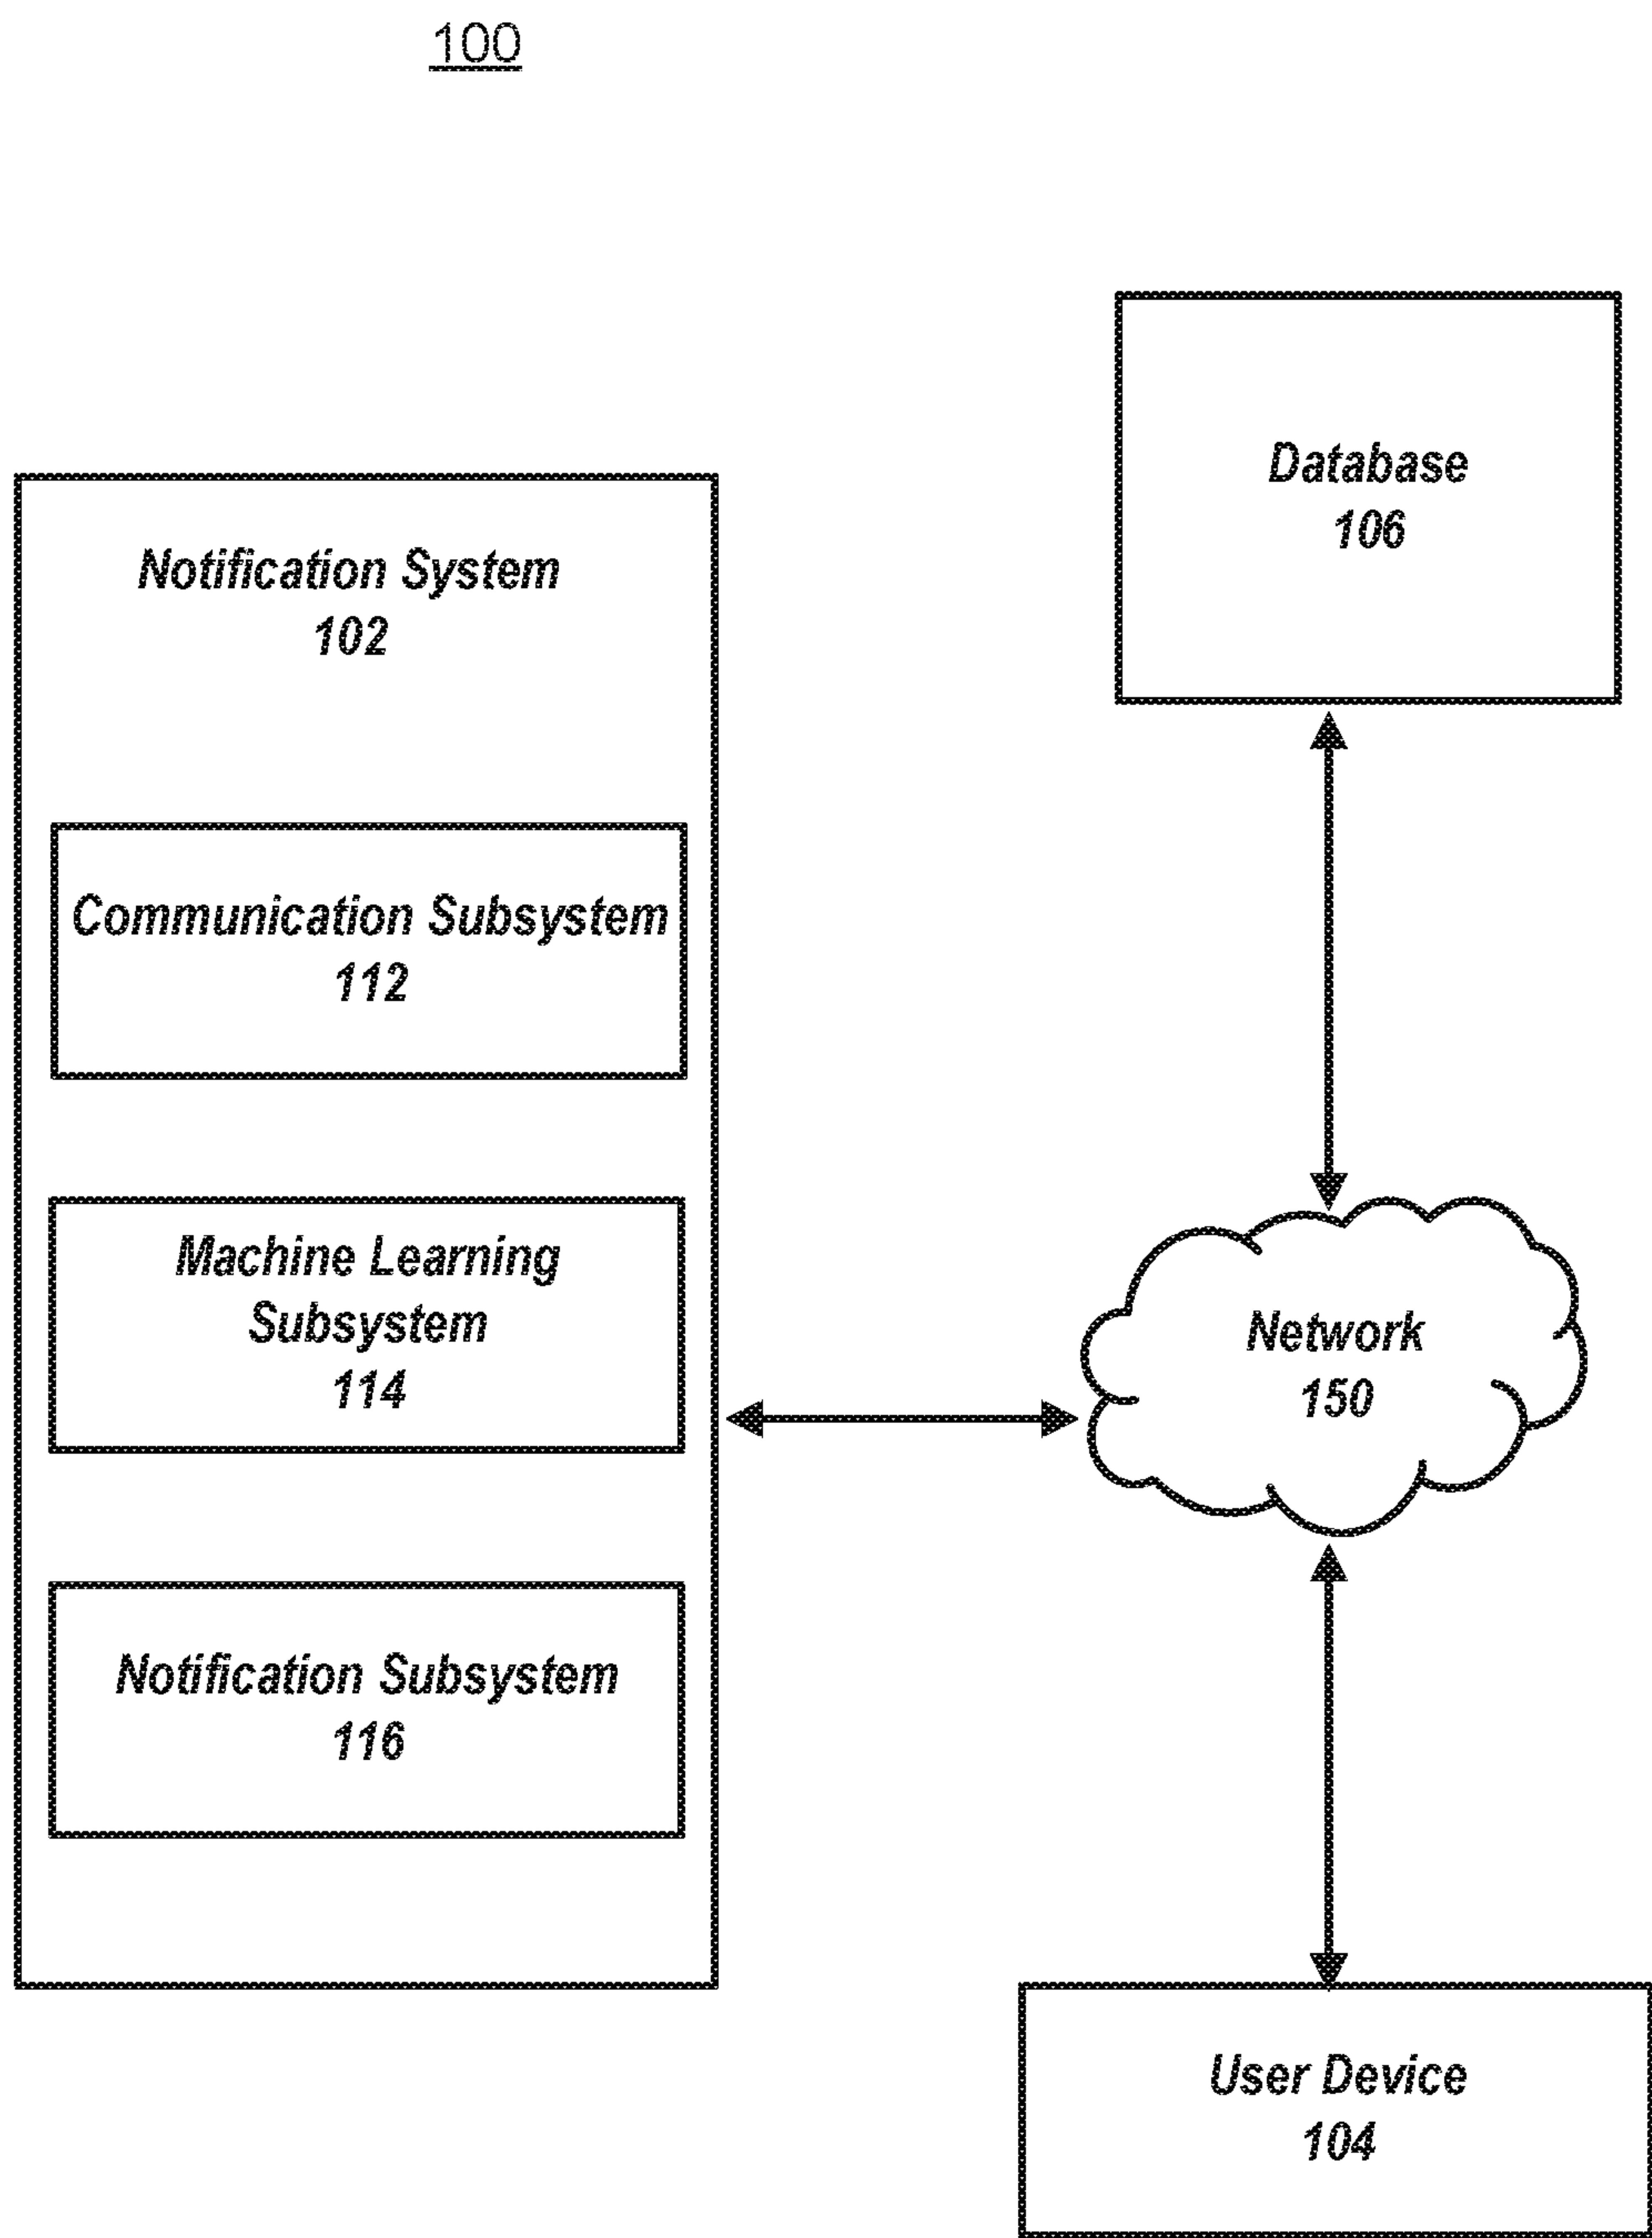 100
Notification System
102
Communication Subsystem
112
Machine Learning
Subsystem
114
Notification Subsystem
116
Database
106
Network
150
User Device
104